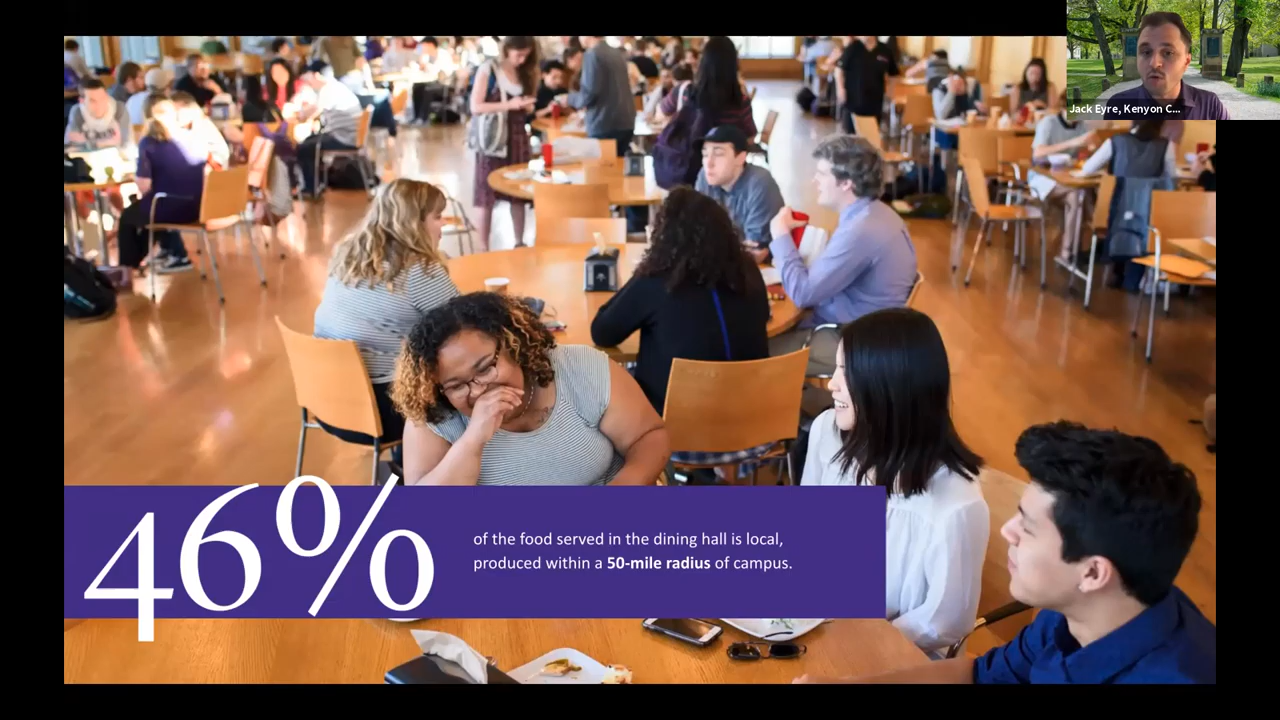 Jack Eyre, Kenyon C...
46%
of the food served in the dining hall is local,
produced within a 50-mile radius of campus.